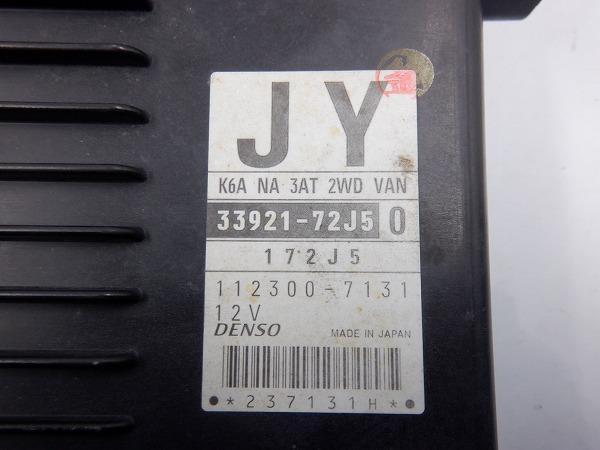 JY
K6A NA 3AT 2WD VAN
33921-72J5 0
172J5
112300-7131
12V
DENSO MADE IN JAPAN
*237131H*